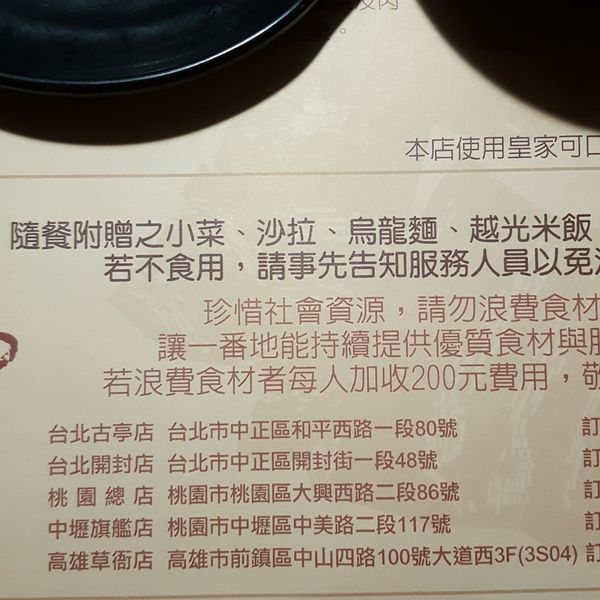 。
本店使用皇家可口
隨餐附贈之小菜、沙拉、烏龍麵、越光米飯
若不食用，請事先告知服務人員以免
珍惜社會資源，請勿浪費食材
讓一番地能持續提供優質食材與
若浪費食材者每人加收200元費用，敬
台北古亭店 台北市中正區和平西路一段80號 訂
台北開封店 台北市中正區開封街一段48號 訂
桃園總店 桃園市桃園區大興西路二段86號 訂
中壢旗艦店 桃園市中壢區中美路二段117號 訂
高雄草衙店 高雄市前鎮區中山四路100號大道西3F(3S04) 訂